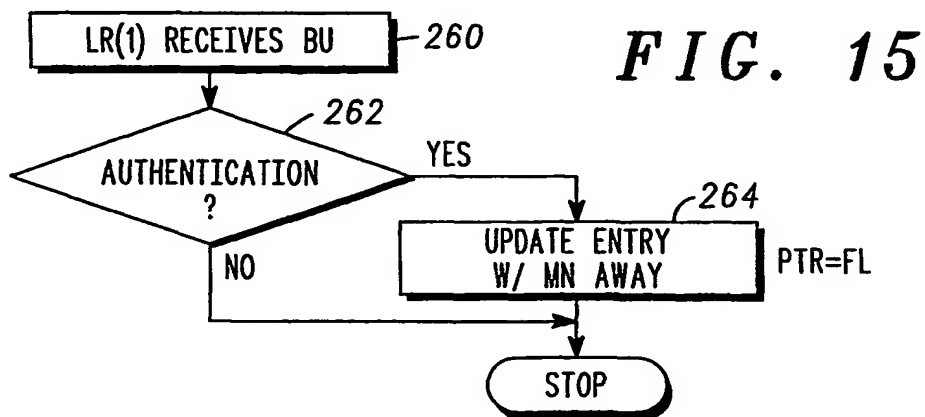 LR(1) RECEIVES BU
260
FIG. 15
262
AUTHENTICATION
?
YES
264
UPDATE ENTRY
W/ MN AWAY
PTR=FL
NO
STOP